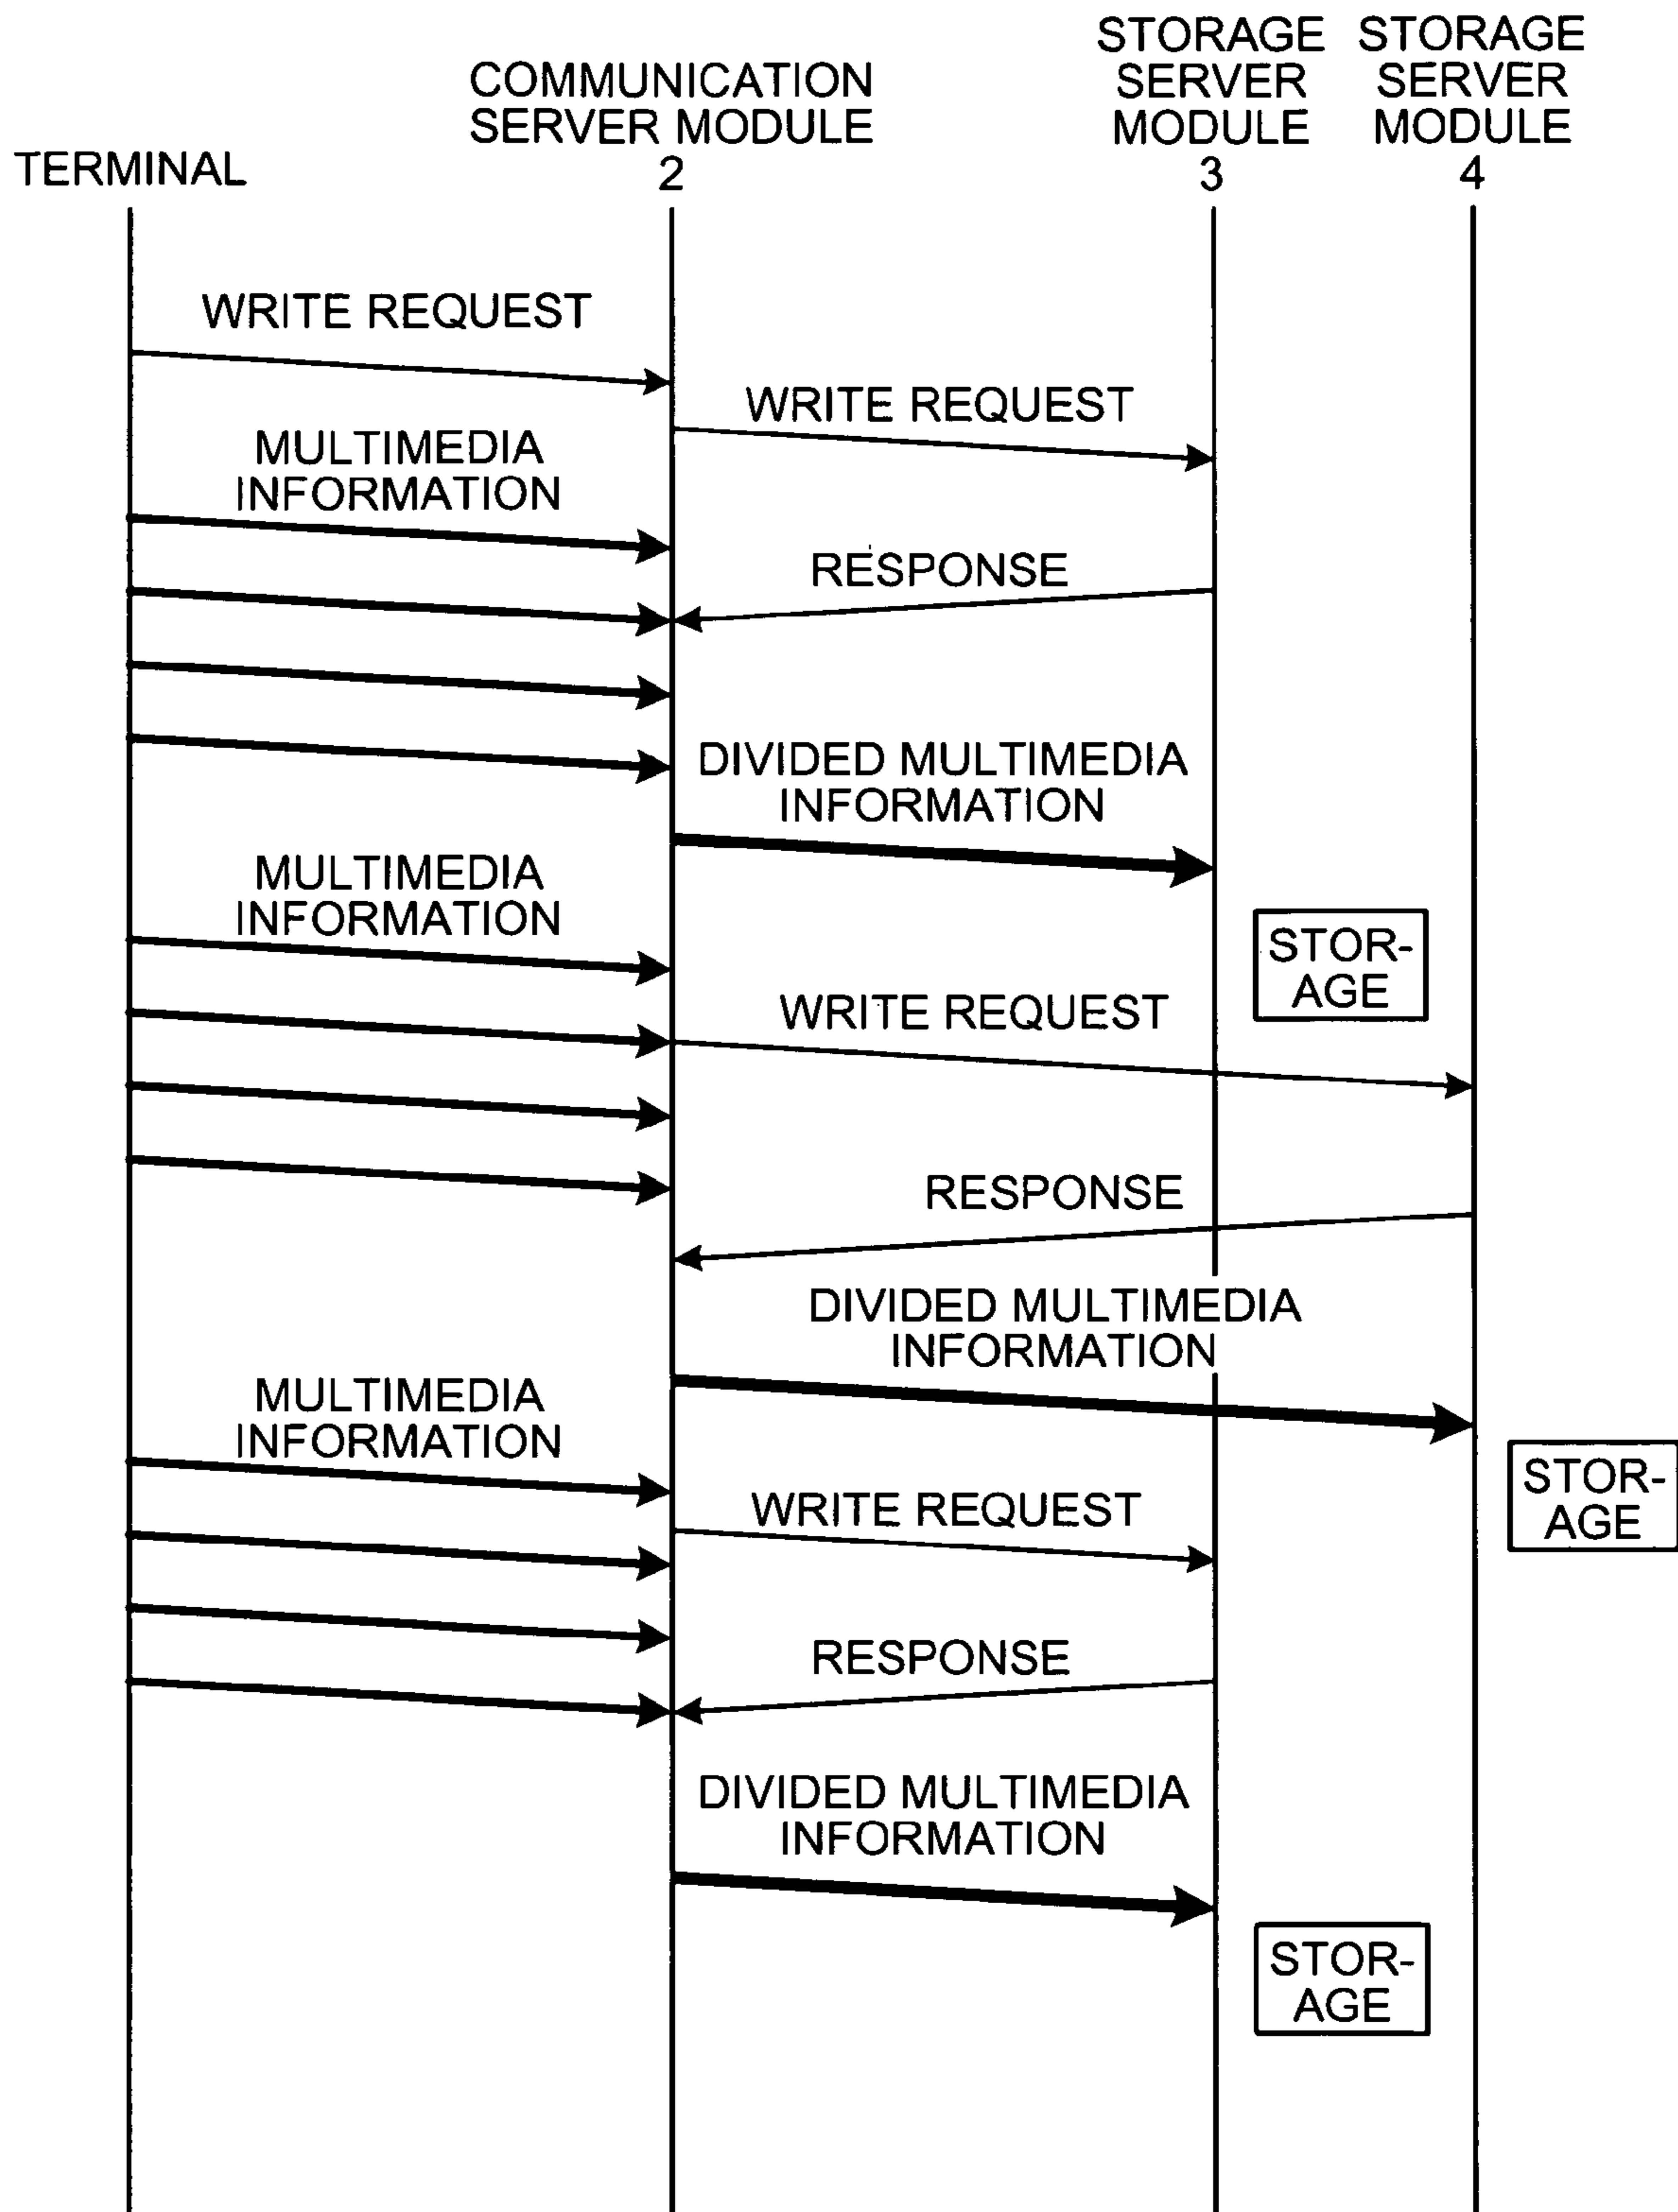 TERMINAL
COMMUNICATION
SERVER MODULE
2
STORAGE
SERVER
MODULE
3
STORAGE
SERVER
MODULE
4
WRITE REQUEST
WRITE REQUEST
MULTIMEDIA
INFORMATION
RESPONSE
DIVIDED MULTIMEDIA
INFORMATION
MULTIMEDIA
INFORMATION
STOR-
AGE
WRITE REQUEST
RESPONSE
DIVIDED MULTIMEDIA
INFORMATION
MULTIMEDIA
INFORMATION
STOR-
AGE
WRITE REQUEST
RESPONSE
DIVIDED MULTIMEDIA
INFORMATION
STOR-
AGE